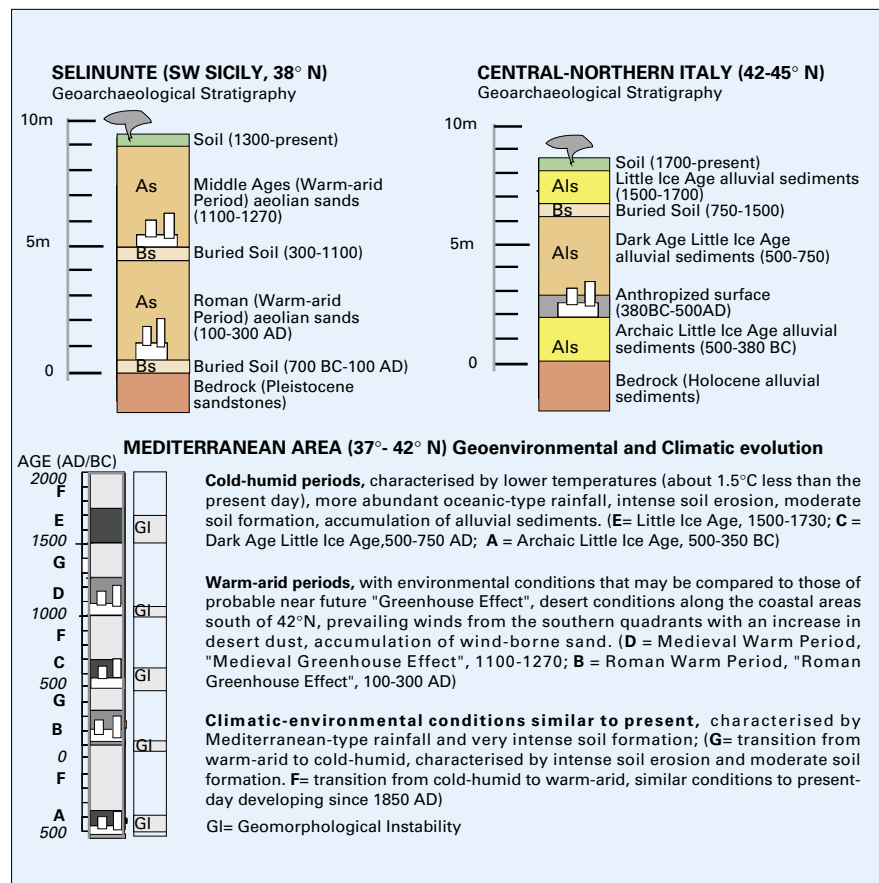 SELINUNTE (SW SICILY, 38° N)
Geoarchaeological Stratigraphy
10m
Soil (1300-present)
As
Middle Ages (Warm-arid
Period) aeolian sands
(1100-1270)
5m
Bs
Buried Soil (300-1100)
As
Roman (Warm-arid
Period) aeolian sands
(100-300 AD)
Bs
Buried Soil (700 BC-100 AD)
0
Bedrock (Pleistocene
sandstones)
CENTRAL-NORTHERN ITALY (42-45° N)
Geoarchaeological Stratigraphy
10m
Soil (1700-present)
Als
Little Ice Age alluvial sediments
(1500-1700)
Bs
Buried Soil (750-1500)
5m
Als
Dark Age Little Ice Age
alluvial sediments (500-750)
Anthropized surface
(380BC-500AD)
Als
Archaic Little Ice Age alluvial
sediments (500-380 BC)
0
Bedrock (Holocene alluvial
sediments)
MEDITERRANEAN AREA (37°- 42° N) Geoenvironmental and Climatic evolution
AGE (AD/BC)
2000
F
E
GI
1500
G
D
1000
GI
F
C
GI
500
G
B
GI
0
F
A
GI
500
Cold-humid periods, characterised by lower temperatures (about 1.5°C less than the
present day), more abundant oceanic-type rainfall, intense soil erosion, moderate
soil formation, accumulation of alluvial sediments. (E= Little Ice Age, 1500-1730; C =
Dark Age Little Ice Age,500-750 AD; A = Archaic Little Ice Age, 500-350 BC)
Warm-arid periods, with environmental conditions that may be compared to those of
probable near future "Greenhouse Effect", desert conditions along the coastal areas
south of 42°N, prevailing winds from the southern quadrants with an increase in
desert dust, accumulation of wind-borne sand. (D = Medieval Warm Period,
"Medieval Greenhouse Effect", 1100-1270; B = Roman Warm Period, "Roman
Greenhouse Effect", 100-300 AD)
Climatic-environmental conditions similar to present, characterised by
Mediterranean-type rainfall and very intense soil formation; (G= transition from
warm-arid to cold-humid, characterised by intense soil erosion and moderate soil
formation. F= transition from cold-humid to warm-arid, similar conditions to present-
day developing since 1850 AD)
GI= Geomorphological Instability